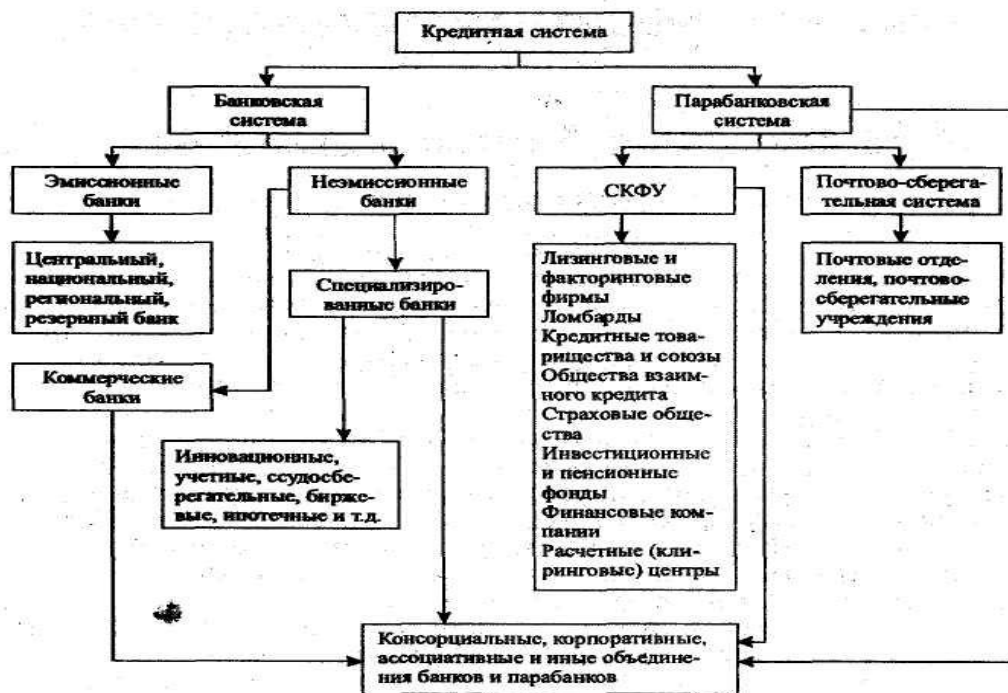 Кредитная система
Банковская
система
Парабанковская
система
Эмиссионные
банки
Неэмиссионные
банки
СКФУ
Почтово-сберега-
тельная система
Центральный,
национальный,
региональный,
резервный банк
Специализиро-
ванные банки
Лизинговые и
факторинговые
фирмы
Ломбарды
Кредитные това-
рищества и союзы
Общества взаим-
ного кредита
Страховые обще-
ства
Инвестиционные
и пенсионные
фонды
Финансовые ком-
пании
Расчетные (кли-
ринговые) центры
Почтовые отде-
ления, почтово-
сберегательные
учреждения
Коммерческие
банки
Инновационные,
учетные, ссудосбе-
регательные, бирже-
вые, ипотечные и т.д.
Консорциальные, корпоративные,
ассоциативные и иные объедине-
ния банков и парабанков